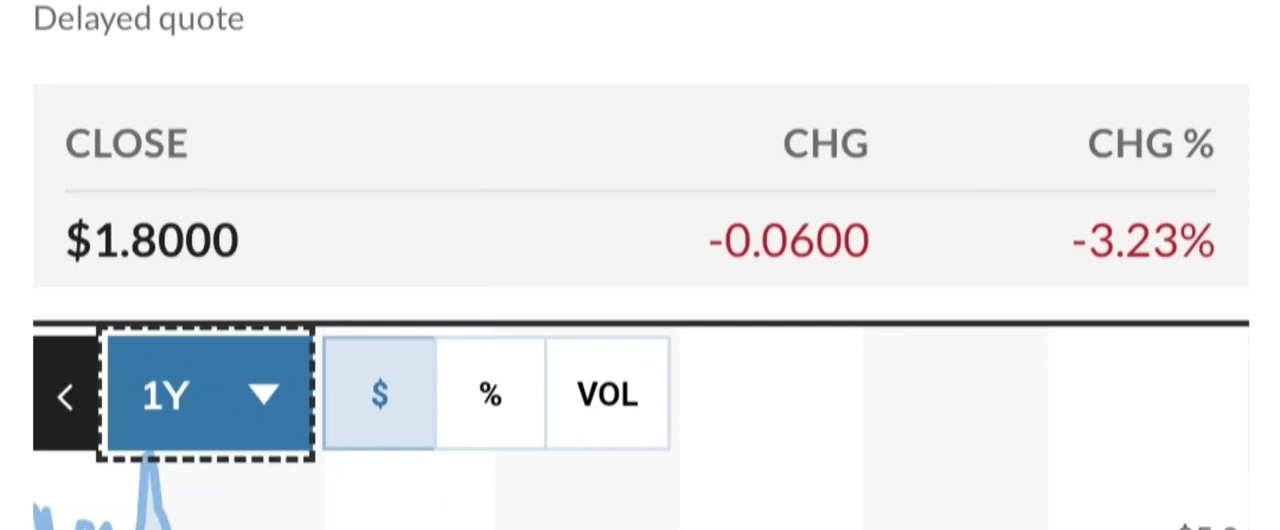 Delayed quote
CLOSE CHG CHG %
$1.8000 -0.0600 -3.23%
1Y $ % VOL